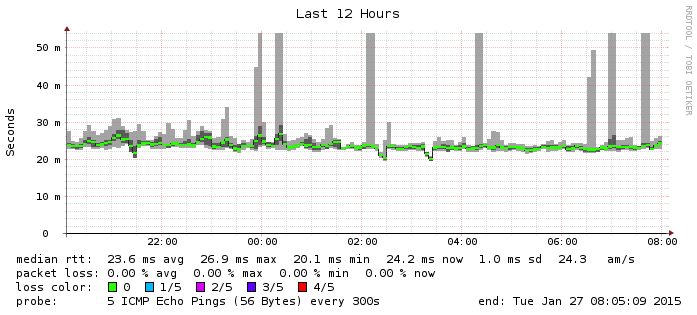 Last 12 Hours
RRDTOOL / TOBI OETIKER
Seconds
50 m
40 m
30 m
20 m
10 m
0
22:00 00:00 02:00 04:00 06:00 08:00
median rtt: 23.6 ms avg 26.9 ms max 20.1 ms min 24.2 ms now 1.0 ms sd 24.3 am/s
packet loss: 0.00 % avg 0.00 % max 0.00 % min 0.00 % now
loss color: 0 1/5 2/5 3/5 4/5
probe: 5 ICMP Echo Pings (56 Bytes) every 300s end: Tue Jan 27 08:05:09 2015